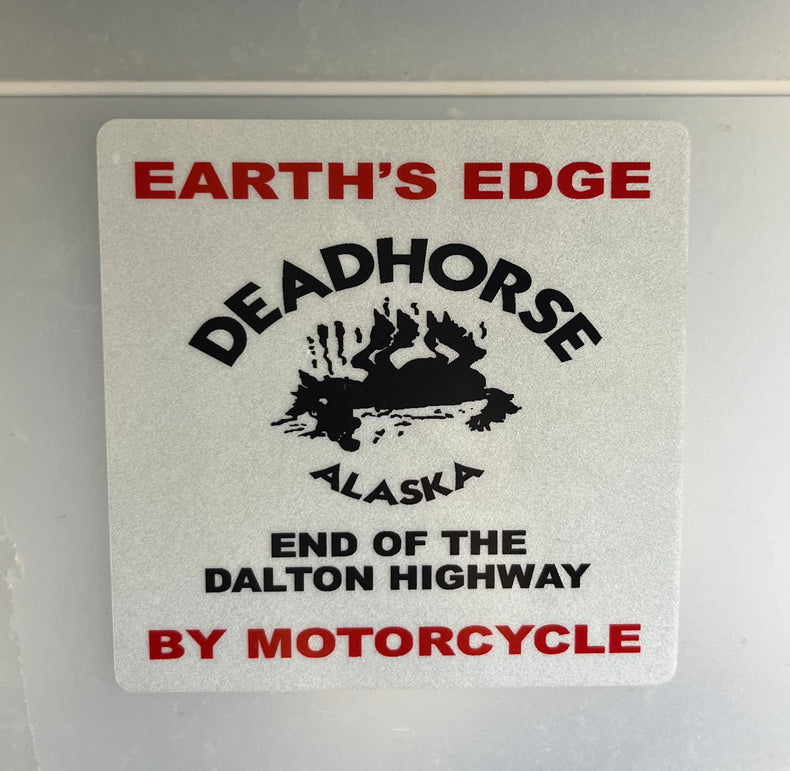 EARTH'S EDGE
DEADHORSE
ALASKA
END OF THE
DALTON HIGHWAY
BY MOTORCYCLE